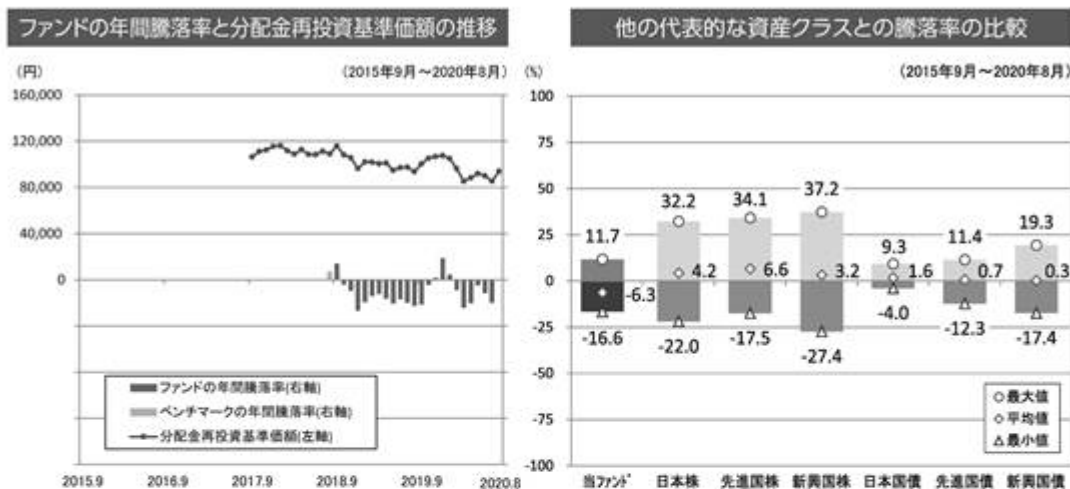 ファンドの年間騰落率と分配金再投資基準価額の推移
(円)
(2015年9月～2020年8月)
160,000
120,000
80,000
40,000
0
ファンドの年間騰落率(右軸)
ベンチマークの年間騰落率(右軸)
分配金再投資基準価額(左軸)
2015.9 2016.9 2017.9 2018.9 2019.9 2020.8
他の代表的な資産クラスとの騰落率の比較
(%)
(2015年9月～2020年8月)
100
75
50
25
0
-25
-50
-75
-100
11.7 32.2 34.1 37.2 9.3 11.4 19.3
-6.3 4.2 6.6 3.2 1.6 0.7 0.3
-16.6 -22.0 -17.5 -27.4 -4.0 -12.3 -17.4
○最大値
◇平均値
△最小値
当ファンド 日本株 先進国株 新興国株 日本国債 先進国債 新興国債